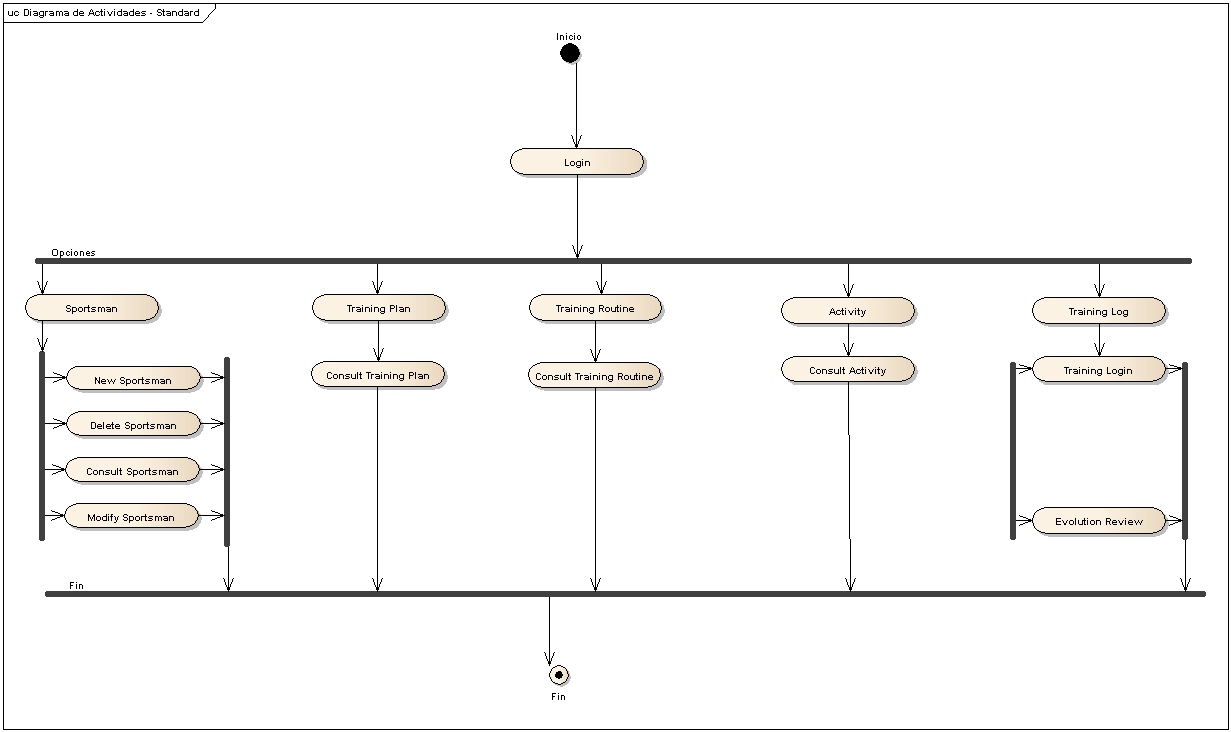 uc Diagrama de Actividades - Standard
Inicio
Login
Opciones
Sportsman
Training Plan
Training Routine
Activity
Training Log
New Sportsman
Consult Training Plan
Consult Training Routine
Consult Activity
Training Login
Delete Sportsman
Consult Sportsman
Modify Sportsman
Evolution Review
Fin
Fin